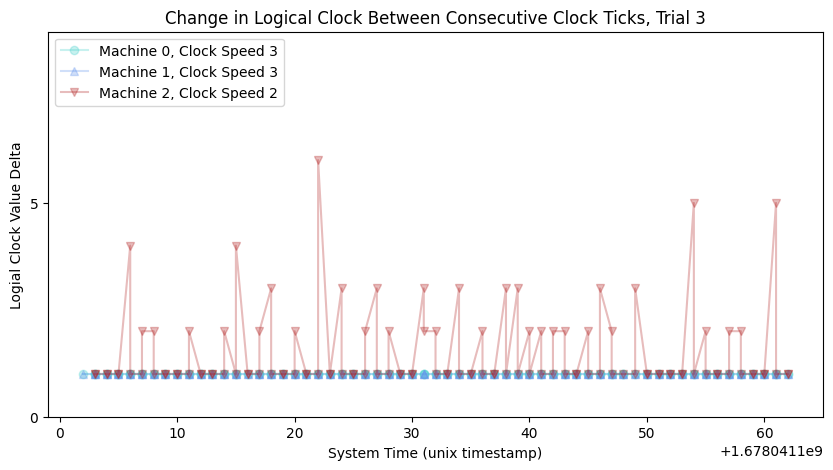 Change in Logical Clock Between Consecutive Clock Ticks, Trial 3
Machine 0, Clock Speed 3
Machine 1, Clock Speed 3
Machine 2, Clock Speed 2
Logial Clock Value Delta
5
0
0 10 20 30 40 50 60
System Time (unix timestamp)
+1.6780411e9